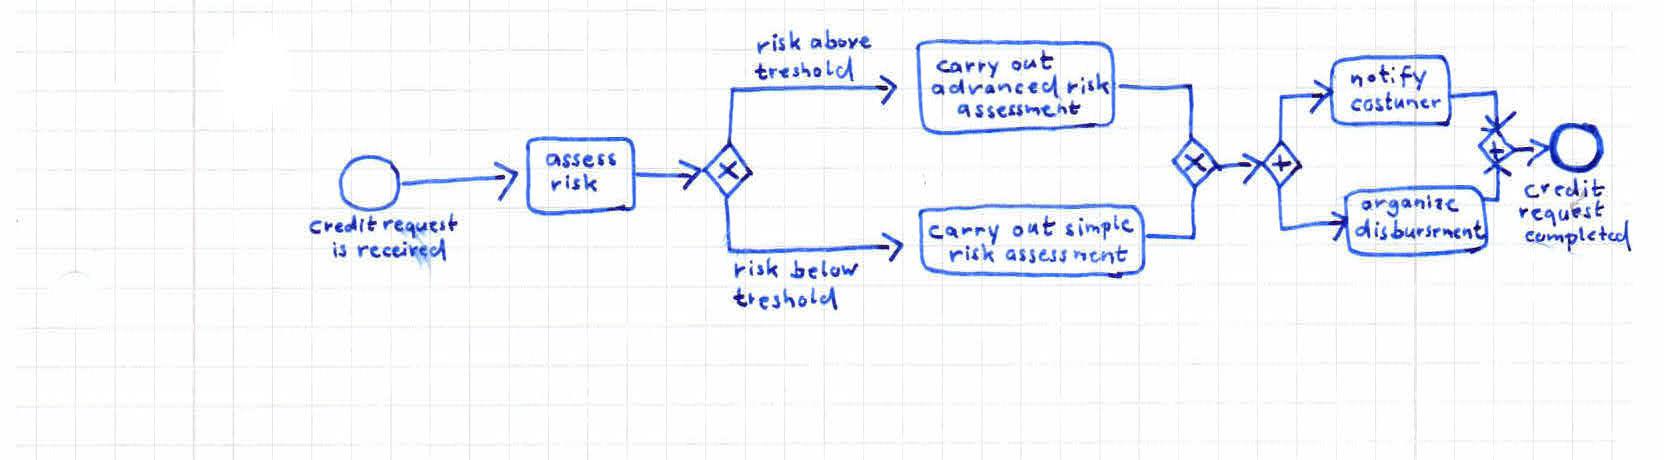 credit request
is received
assess
risk
risk above
treshold
risk below
treshold
carry out
advanced risk
assessment
carry out simple
risk assessment
notify
costumer
organize
disbursement
credit
request
completed